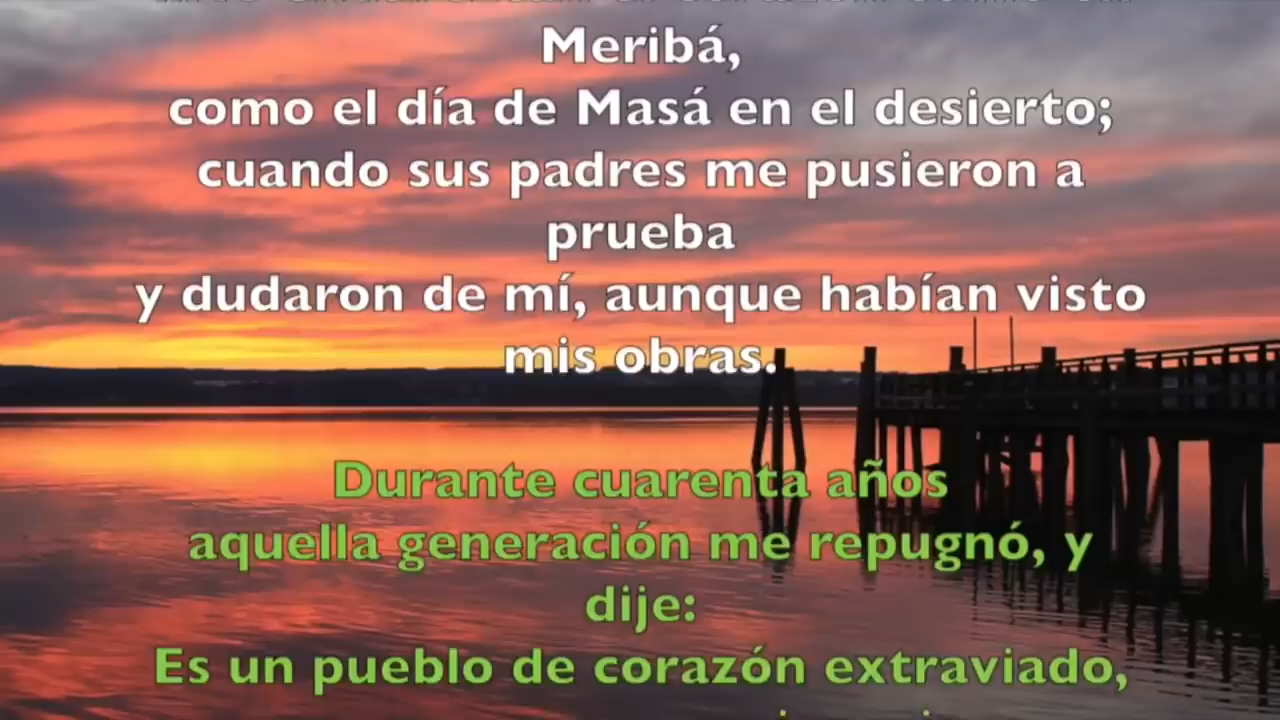 Meribá,
como el día de Masá en el desierto;
cuando sus padres me pusieron a
prueba
y dudaron de mí, aunque habían visto
mis obras.
Durante cuarenta años
aquella generación me repugnó, y
dije:
Es un pueblo de corazón extraviado,